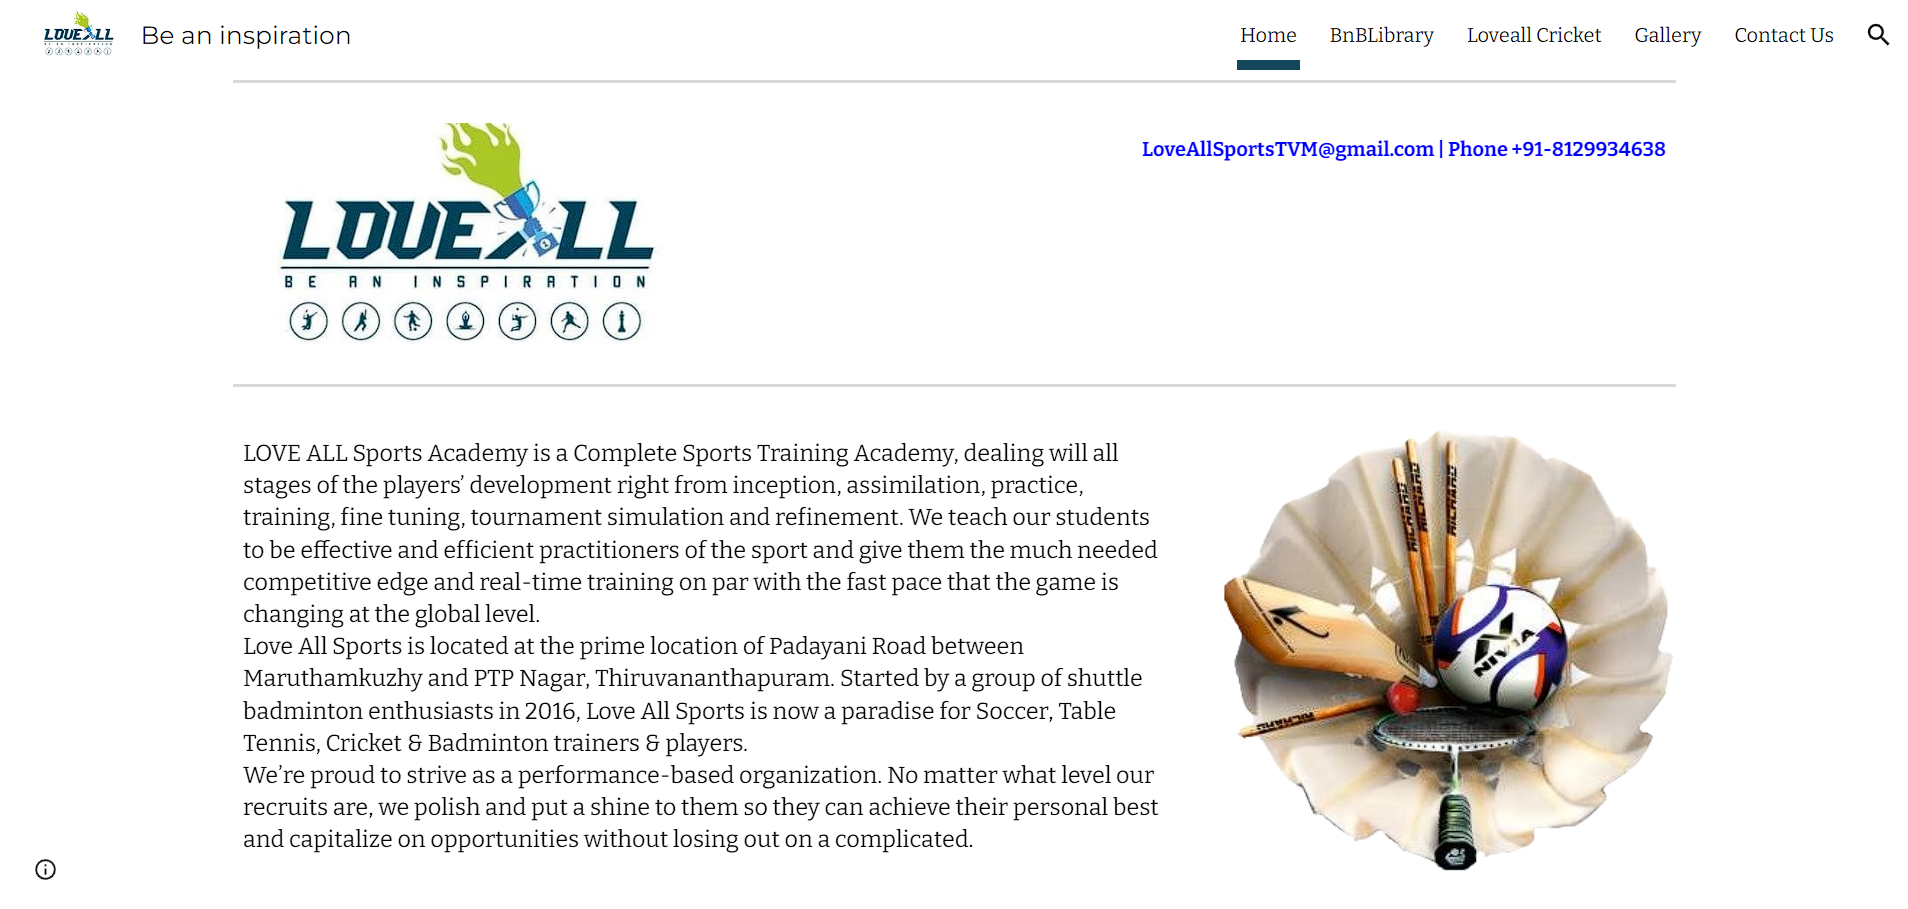 LOVEALL
BE AN INSPIRATION
Be an inspiration
Home
BnBLibrary
Loveall Cricket
Gallery
Contact Us
LOVEALL
BE AN INSPIRATION
LoveAllSportsTVM@gmail.com | Phone +91-8129934638
LOVE ALL Sports Academy is a Complete Sports Training Academy, dealing will all
stages of the players’ development right from inception, assimilation, practice,
training, fine tuning, tournament simulation and refinement. We teach our students
to be effective and efficient practitioners of the sport and give them the much needed
competitive edge and real-time training on par with the fast pace that the game is
changing at the global level.
Love All Sports is located at the prime location of Padayani Road between
Maruthamkuzhy and PTP Nagar, Thiruvananthapuram. Started by a group of shuttle
badminton enthusiasts in 2016, Love All Sports is now a paradise for Soccer, Table
Tennis, Cricket & Badminton trainers & players.
We’re proud to strive as a performance-based organization. No matter what level our
recruits are, we polish and put a shine to them so they can achieve their personal best
and capitalize on opportunities without losing out on a complicated.
RICHARD
RICHARD
RICHARD
NIVIA
RICHARD